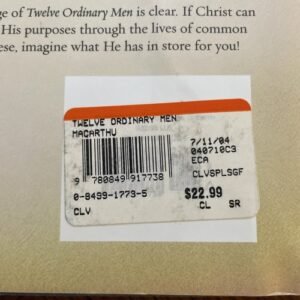 ge of Twelve Ordinary Men is clear. If Christ can
His purposes through the lives of common
ese, imagine what He has in store for you!
TWELVE ORDINARY MEN
MACARTHU
7/11/04
040710C3
ECA
CLVSPLSGF
9 780849 917738
0-8499-1773-5
$22.99
CLV
CL SR